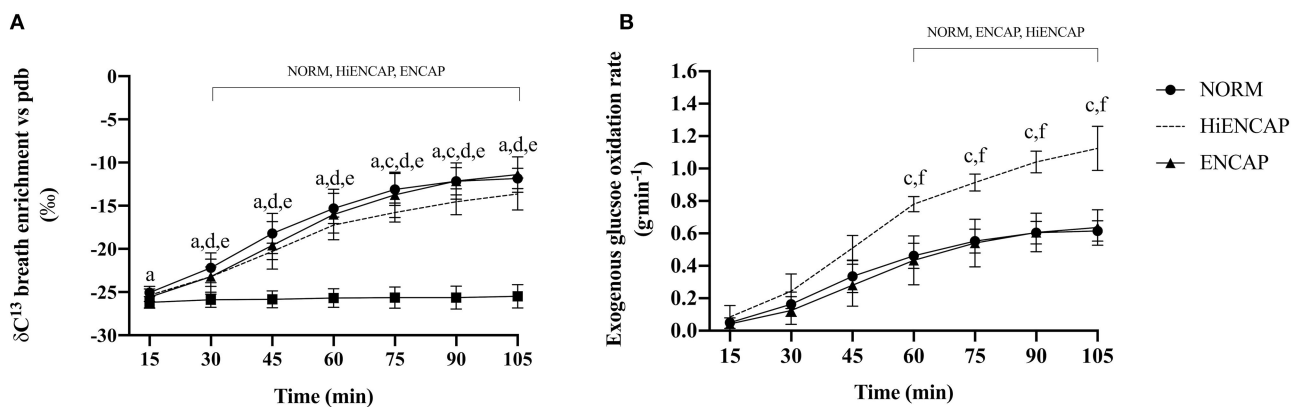 A
NORM, HiENCAP, ENCAP
δC¹³ breath enrichment vs pdb
(‰)
0
-5
-10
-15
-20
-25
-30
a
a,d,e
a,d,e
a,d,e
a,c,d,e
a,c,d,e
a,d,e
15 30 45 60 75 90 105
Time (min)
B
NORM, ENCAP, HiENCAP
Exogenous glucsoe oxidation rate
(g·min⁻¹)
1.6
1.4
1.2
1.0
0.8
0.6
0.4
0.2
0.0
c,f
c,f
c,f
c,f
15 30 45 60 75 90 105
Time (min)
NORM
HiENCAP
ENCAP